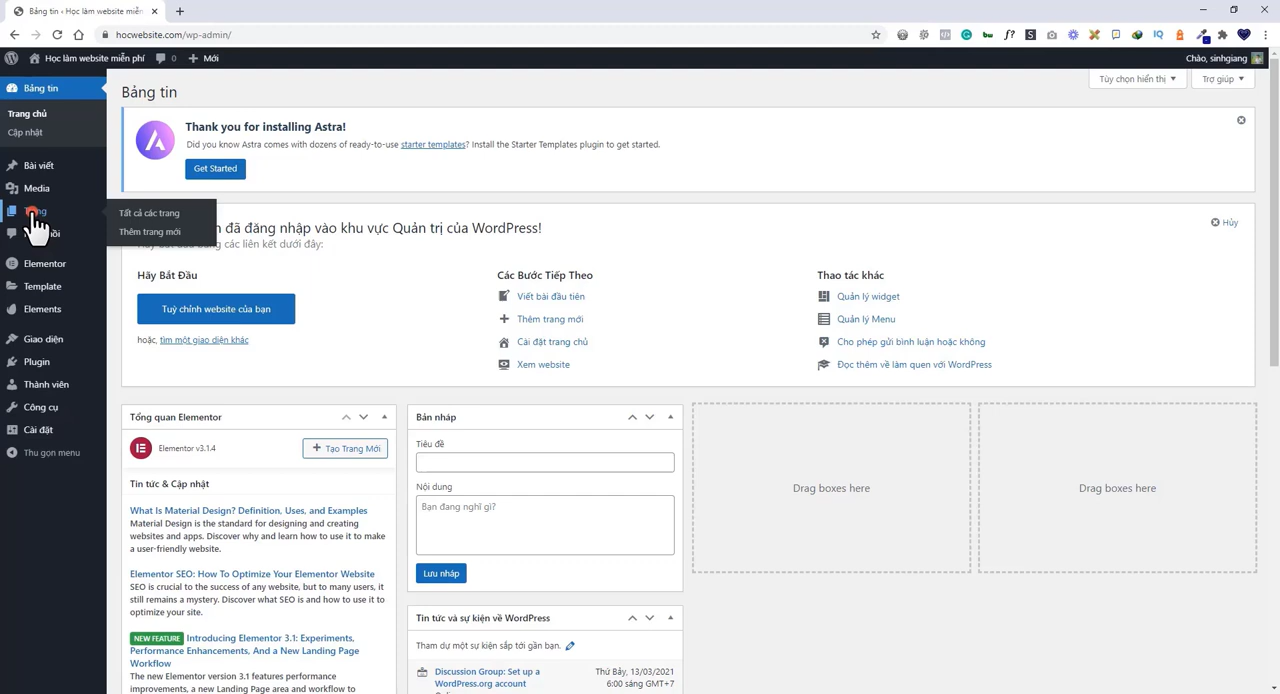 Bảng tin ‹ Học làm website miễn
hocwebsite.com/wp-admin/
Học làm website miễn phí
0
Mới
Chào, sinhgiang
Bảng tin
Trang chủ
Cập nhật
Bài viết
Media
Tất cả các trang
Thêm trang mới
Elementor
Template
Elements
Giao diện
Plugin
Thành viên
Công cụ
Cài đặt
Thu gọn menu
Bảng tin
Tùy chọn hiển thị
Trợ giúp
Thank you for installing Astra!
Did you know Astra comes with dozens of ready-to-use starter templates? Install the Starter Templates plugin to get started.
Get Started
đã đăng nhập vào khu vực Quản trị của WordPress!
các liên kết dưới đây:
Hủy
Hãy Bắt Đầu
Tuỳ chỉnh website của bạn
hoặc, tìm một giao diện khác
Các Bước Tiếp Theo
Viết bài đầu tiên
Thêm trang mới
Cài đặt trang chủ
Xem website
Thao tác khác
Quản lý widget
Quản lý Menu
Cho phép gửi bình luận hoặc không
Đọc thêm về làm quen với WordPress
Tổng quan Elementor
Elementor v3.1.4
Tạo Trang Mới
Tin tức & Cập nhật
What Is Material Design? Definition, Uses, and Examples
Material Design is the standard for designing and creating
websites and apps. Discover why and learn how to use it to make
a user-friendly website.
Elementor SEO: How To Optimize Your Elementor Website
SEO is crucial to the success of any website, but to many users, it
still remains a mystery. Discover what SEO is and how to use it to
optimize your site.
NEW FEATURE Introducing Elementor 3.1: Experiments,
Performance Enhancements, And a New Landing Page
Workflow
The new Elementor version 3.1 features performance
improvements, a new Landing Page area and workflow to
Bản nháp
Tiêu đề
Nội dung
Bạn đang nghĩ gì?
Lưu nháp
Tin tức và sự kiện về WordPress
Tham dự một sự kiện sắp tới gần bạn.
Discussion Group: Set up a
WordPress.org account
Thứ Bảy, 13/03/2021
6:00 sáng GMT+7
Drag boxes here
Drag boxes here